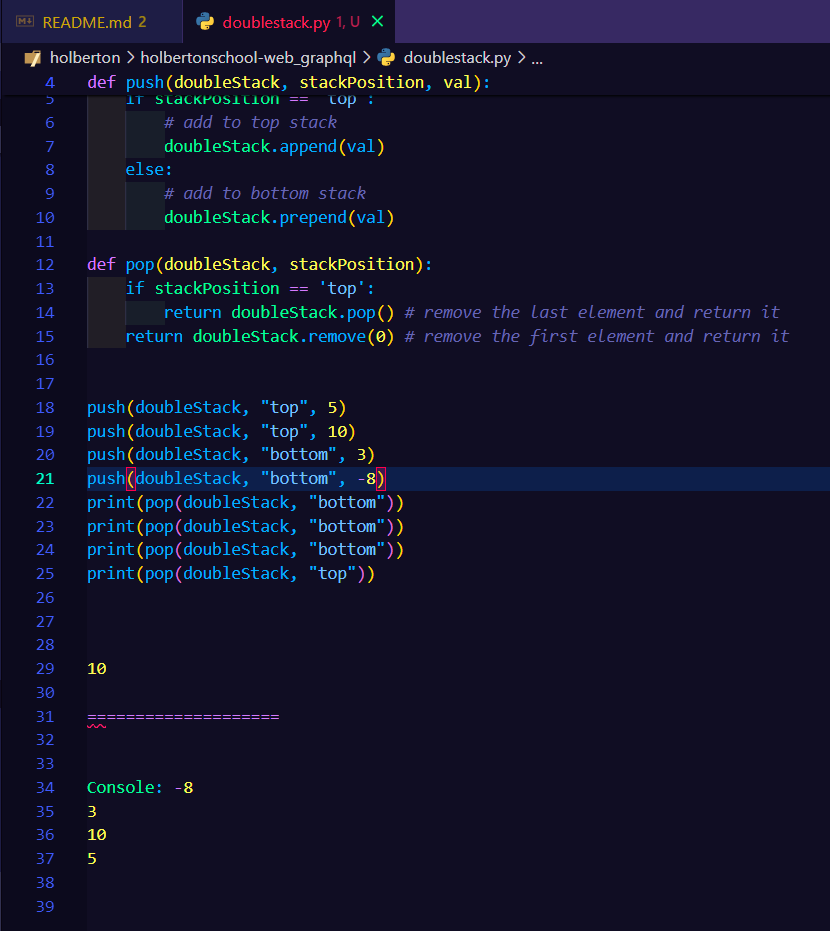 README.md 2 doublestack.py 1, U
holberton > holbertonschool-web_graphql > doublestack.py > ...
4 def push(doubleStack, stackPosition, val):
5 if stackPosition == 'top':
6 # add to top stack
7 doubleStack.append(val)
8 else:
9 # add to bottom stack
10 doubleStack.prepend(val)
11
12 def pop(doubleStack, stackPosition):
13 if stackPosition == 'top':
14 return doubleStack.pop() # remove the last element and return it
15 return doubleStack.remove(0) # remove the first element and return it
16
17
18 push(doubleStack, "top", 5)
19 push(doubleStack, "top", 10)
20 push(doubleStack, "bottom", 3)
21 push(doubleStack, "bottom", -8)
22 print(pop(doubleStack, "bottom"))
23 print(pop(doubleStack, "bottom"))
24 print(pop(doubleStack, "bottom"))
25 print(pop(doubleStack, "top"))
26
27
28
29 10
30
31 ====================
32
33
34 Console: -8
35 3
36 10
37 5
38
39